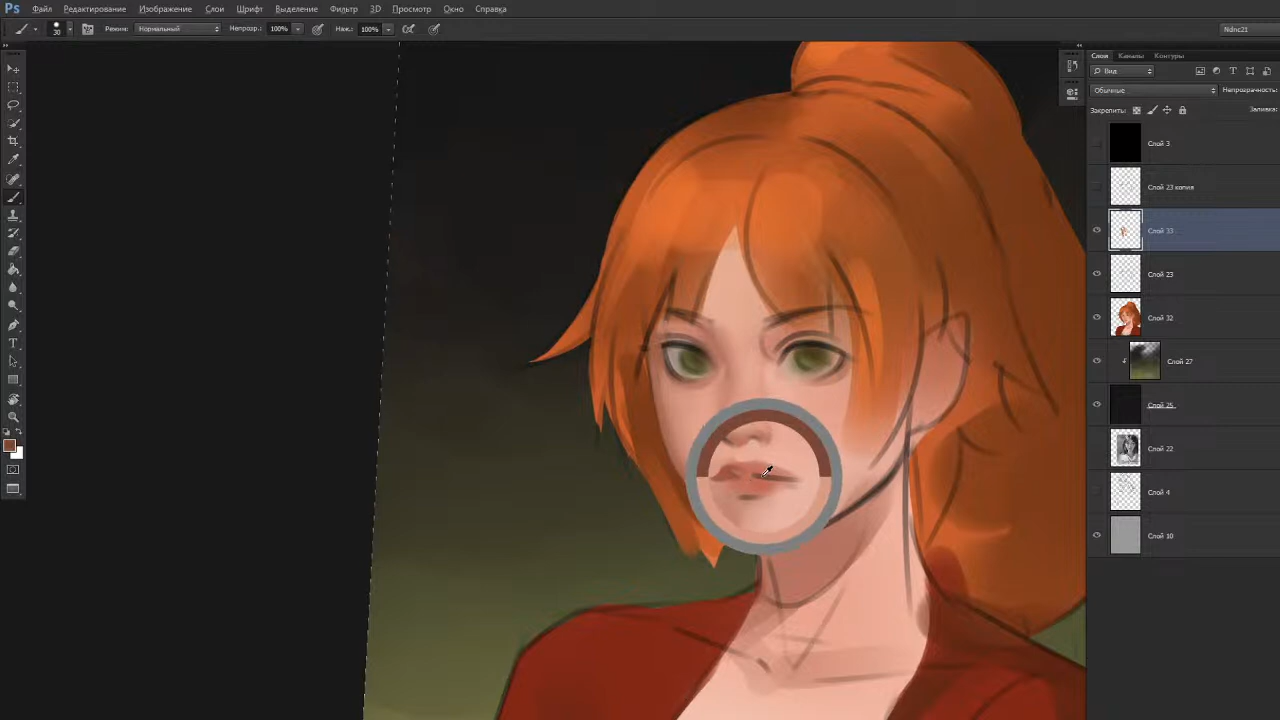 Ps Файл Редактирование Изображение Слои Шрифт Выделение Фильтр 3D Просмотр Окно Справка
30 Режим: Нормальный Непрозр.: 100% Наж.: 100% Ndnc21
Слои Каналы Контуры
Вид
Обычные Непрозрачность:
Закрепить: Заливка:
Слой 3
Слой 23 копия
Слой 33
Слой 23
Слой 32
Слой 27
Слой 25
Слой 22
Слой 4
Слой 10